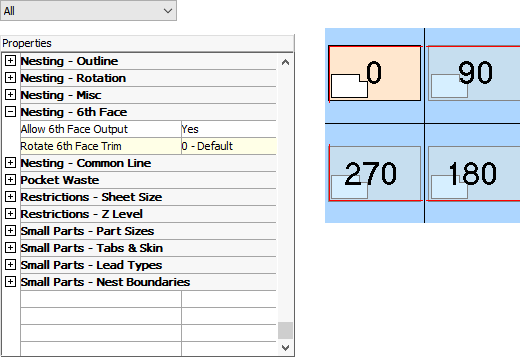 All
Properties
Nesting - Outline
Nesting - Rotation
Nesting - Misc
Nesting - 6th Face
Allow 6th Face Output Yes
Rotate 6th Face Trim 0 - Default
Nesting - Common Line
Pocket Waste
Restrictions - Sheet Size
Restrictions - Z Level
Small Parts - Part Sizes
Small Parts - Tabs & Skin
Small Parts - Lead Types
Small Parts - Nest Boundaries
0 90
270 180